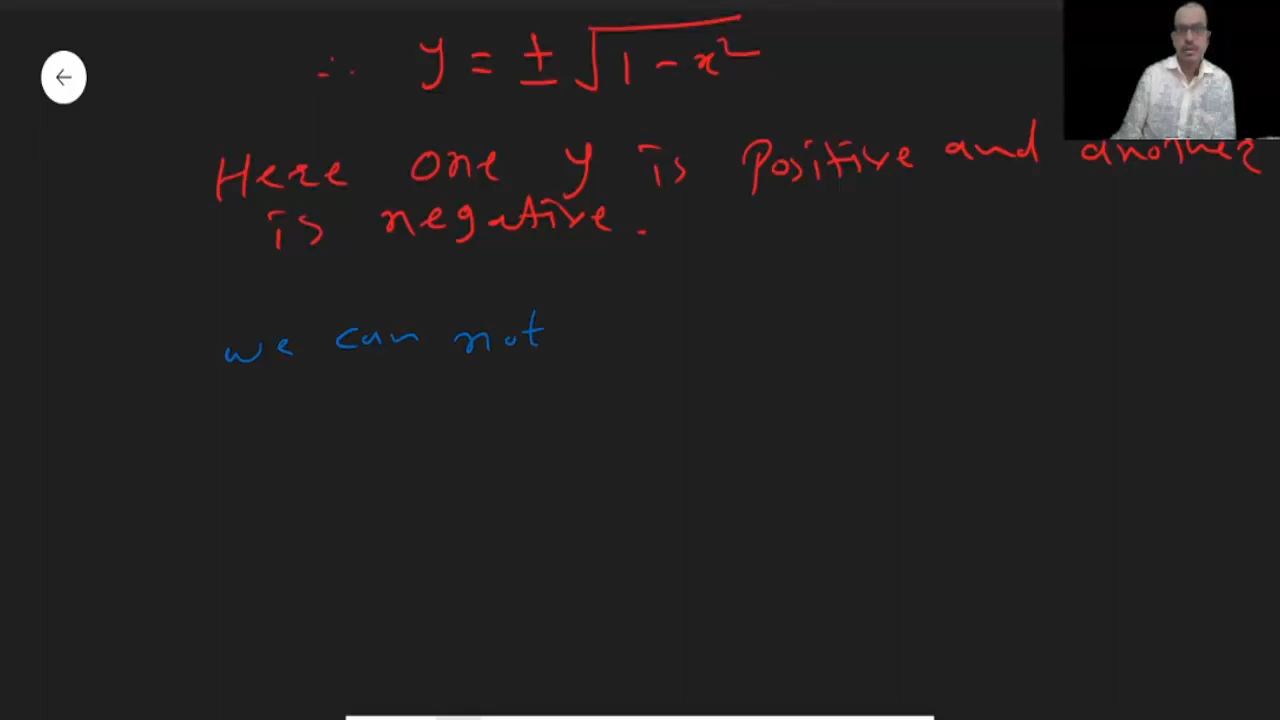 ∴ y = ± √(1 - x²)
Here one y is positive and another
is negative.
we can not